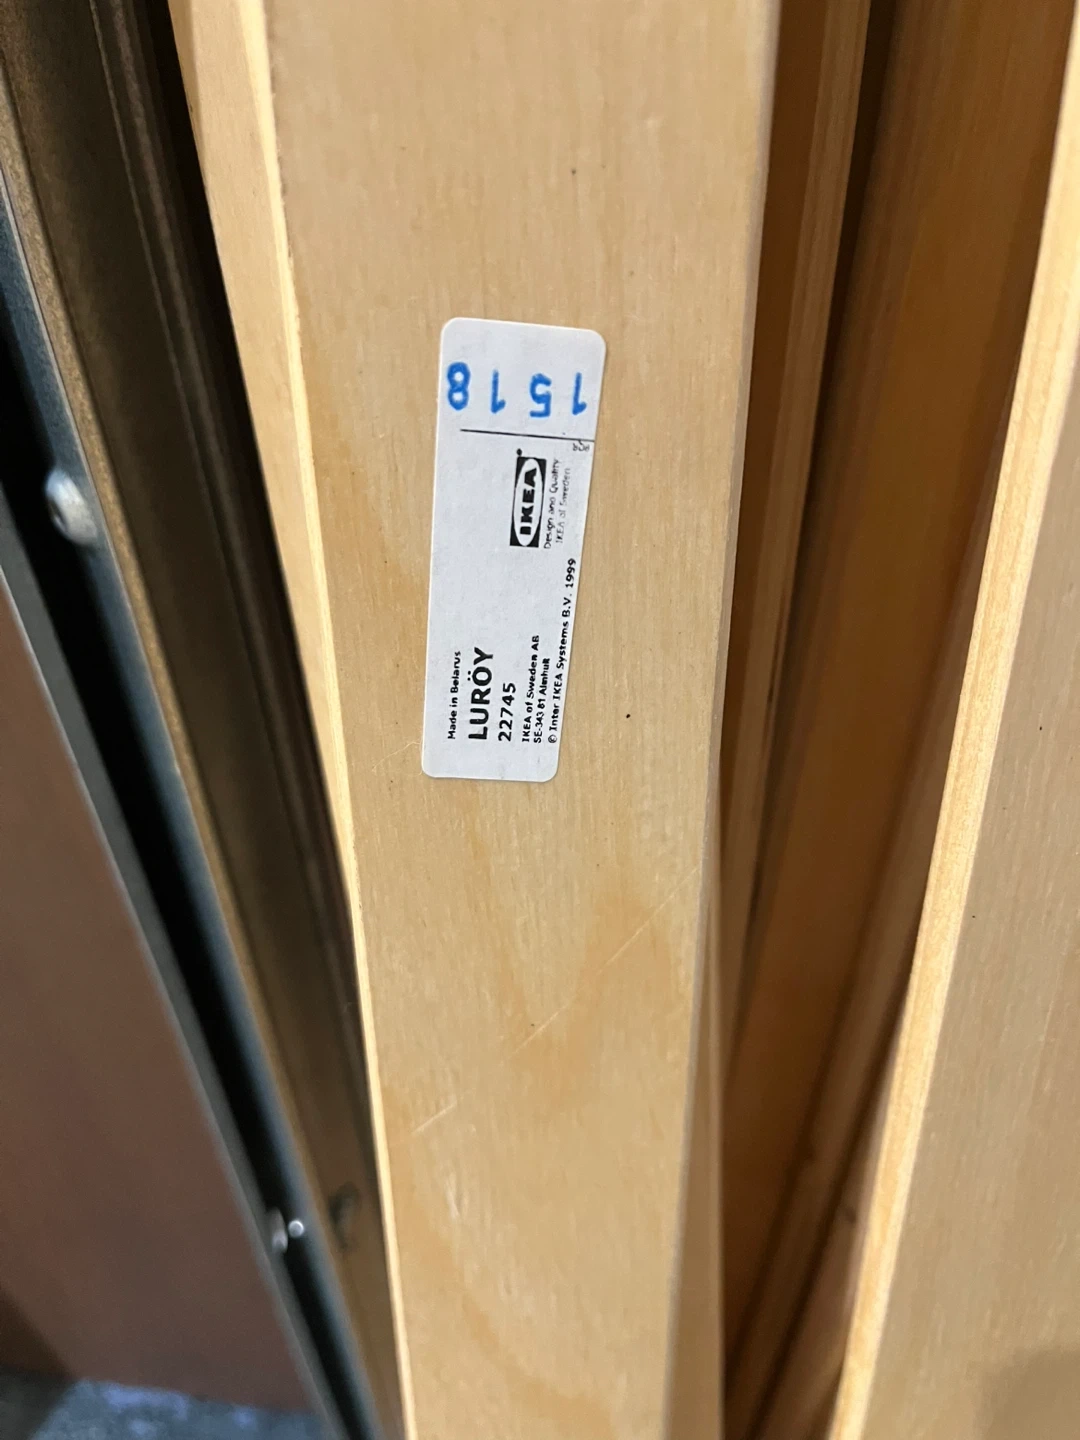 Made in Belarus
LURÖY
22745
IKEA of Sweden AB
SE-343 81 Älmhult
© Inter IKEA Systems B.V. 1999
IKEA®
Design and Quality
IKEA of Sweden
1518